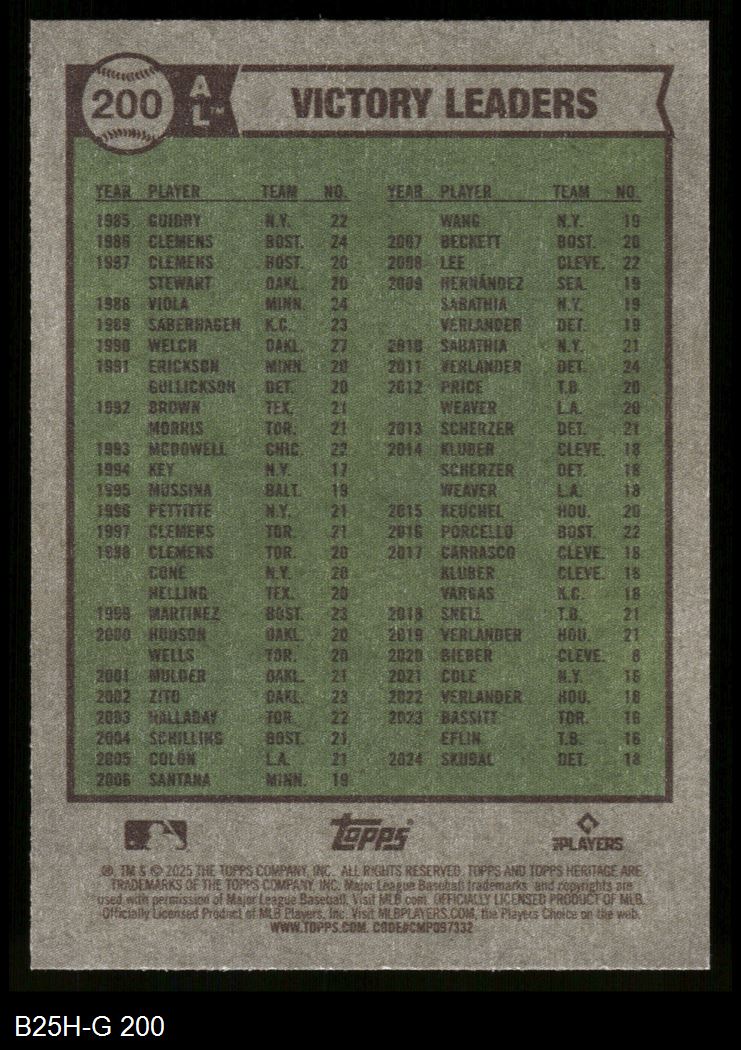 200 AL™ VICTORY LEADERS
YEAR PLAYER TEAM NO.
1985 GUIDRY N.Y. 22
1986 CLEMENS BOST. 24
1987 CLEMENS BOST. 20
STEWART OAKL. 20
1988 VIOLA MINN. 24
1989 SABERHAGEN K.C. 23
1990 WELCH OAKL. 27
1991 ERICKSON MINN. 20
GULLICKSON DET. 20
1992 BROWN TEX. 21
MORRIS TOR. 21
1993 MCDOWELL CHIC. 22
1994 KEY N.Y. 17
1995 MUSSINA BALT. 19
1996 PETTITTE N.Y. 21
1997 CLEMENS TOR. 21
1998 CLEMENS TOR. 20
CONE N.Y. 20
HELLING TEX. 20
1999 MARTINEZ BOST. 23
2000 HUDSON OAKL. 20
WELLS TOR. 20
2001 MULDER OAKL. 21
2002 ZITO OAKL. 23
2003 HALLADAY TOR. 22
2004 SCHILLING BOST. 21
2005 COLON L.A. 21
2006 SANTANA MINN. 19
YEAR PLAYER TEAM NO.
WANG N.Y. 19
2007 BECKETT BOST. 20
2008 LEE CLEVE. 22
2009 HERNÁNDEZ SEA. 19
SABATHIA N.Y. 19
VERLANDER DET. 19
2010 SABATHIA N.Y. 21
2011 VERLANDER DET. 24
2012 PRICE T.B. 20
WEAVER L.A. 20
2013 SCHERZER DET. 21
2014 KLUBER CLEVE. 18
SCHERZER DET. 18
WEAVER L.A. 18
2015 KEUCHEL HOU. 20
2016 PORCELLO BOST. 22
2017 CARRASCO CLEVE. 18
KLUBER CLEVE. 18
VARGAS K.C. 18
2018 SNELL T.B. 21
2019 VERLANDER HOU. 21
2020 BIEBER CLEVE. 8
2021 COLE N.Y. 16
2022 VERLANDER HOU. 18
2023 BASSITT TOR. 16
EFLIN T.B. 16
2024 SKUBAL DET. 18
TOPPS® MLBPLAYERS
®, TM & © 2025 THE TOPPS COMPANY, INC. ALL RIGHTS RESERVED. TOPPS AND TOPPS HERITAGE ARE
TRADEMARKS OF THE TOPPS COMPANY, INC. Major League Baseball trademarks and copyrights are
used with permission of Major League Baseball. Visit MLB.com. OFFICIALLY LICENSED PRODUCT OF MLB.
Officially Licensed Product of MLB Players, Inc. Visit MLBPLAYERS.COM, the Players Choice on the web.
WWW.TOPPS.COM. CODE#CMP097332
B25H-G 200